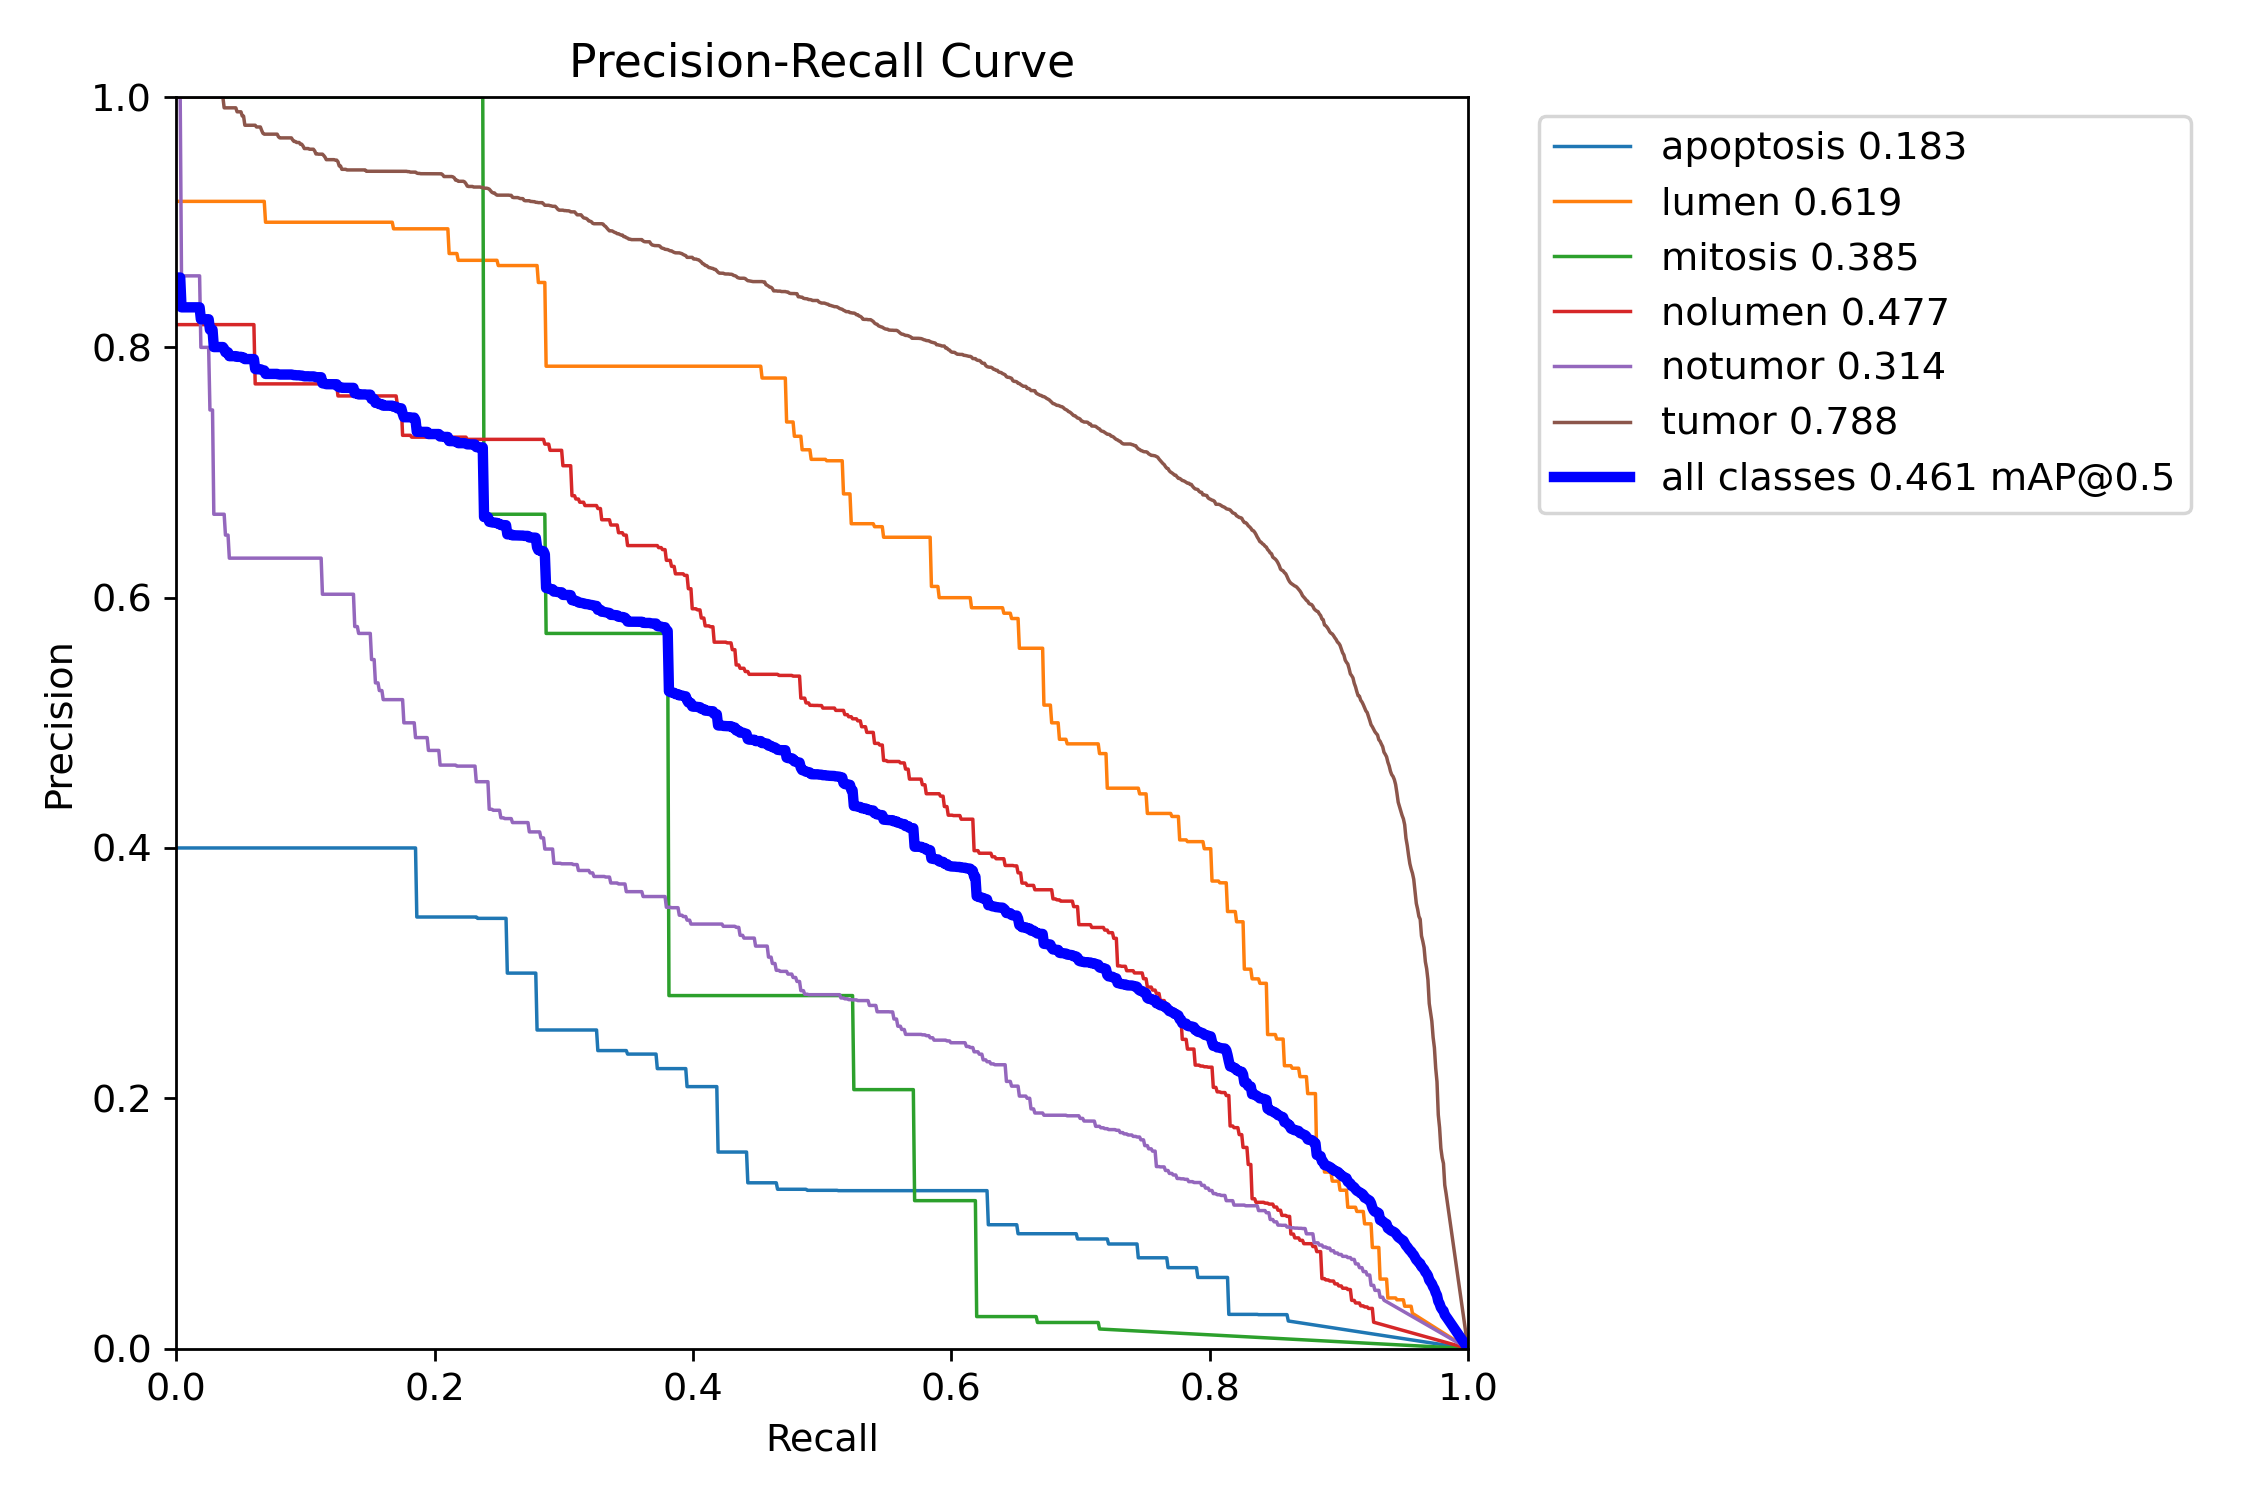 Precision-Recall Curve
1.0
0.8
0.6
0.4
0.2
0.0
Precision
0.0 0.2 0.4 0.6 0.8 1.0
Recall
apoptosis 0.183
lumen 0.619
mitosis 0.385
nolumen 0.477
notumor 0.314
tumor 0.788
all classes 0.461 mAP@0.5